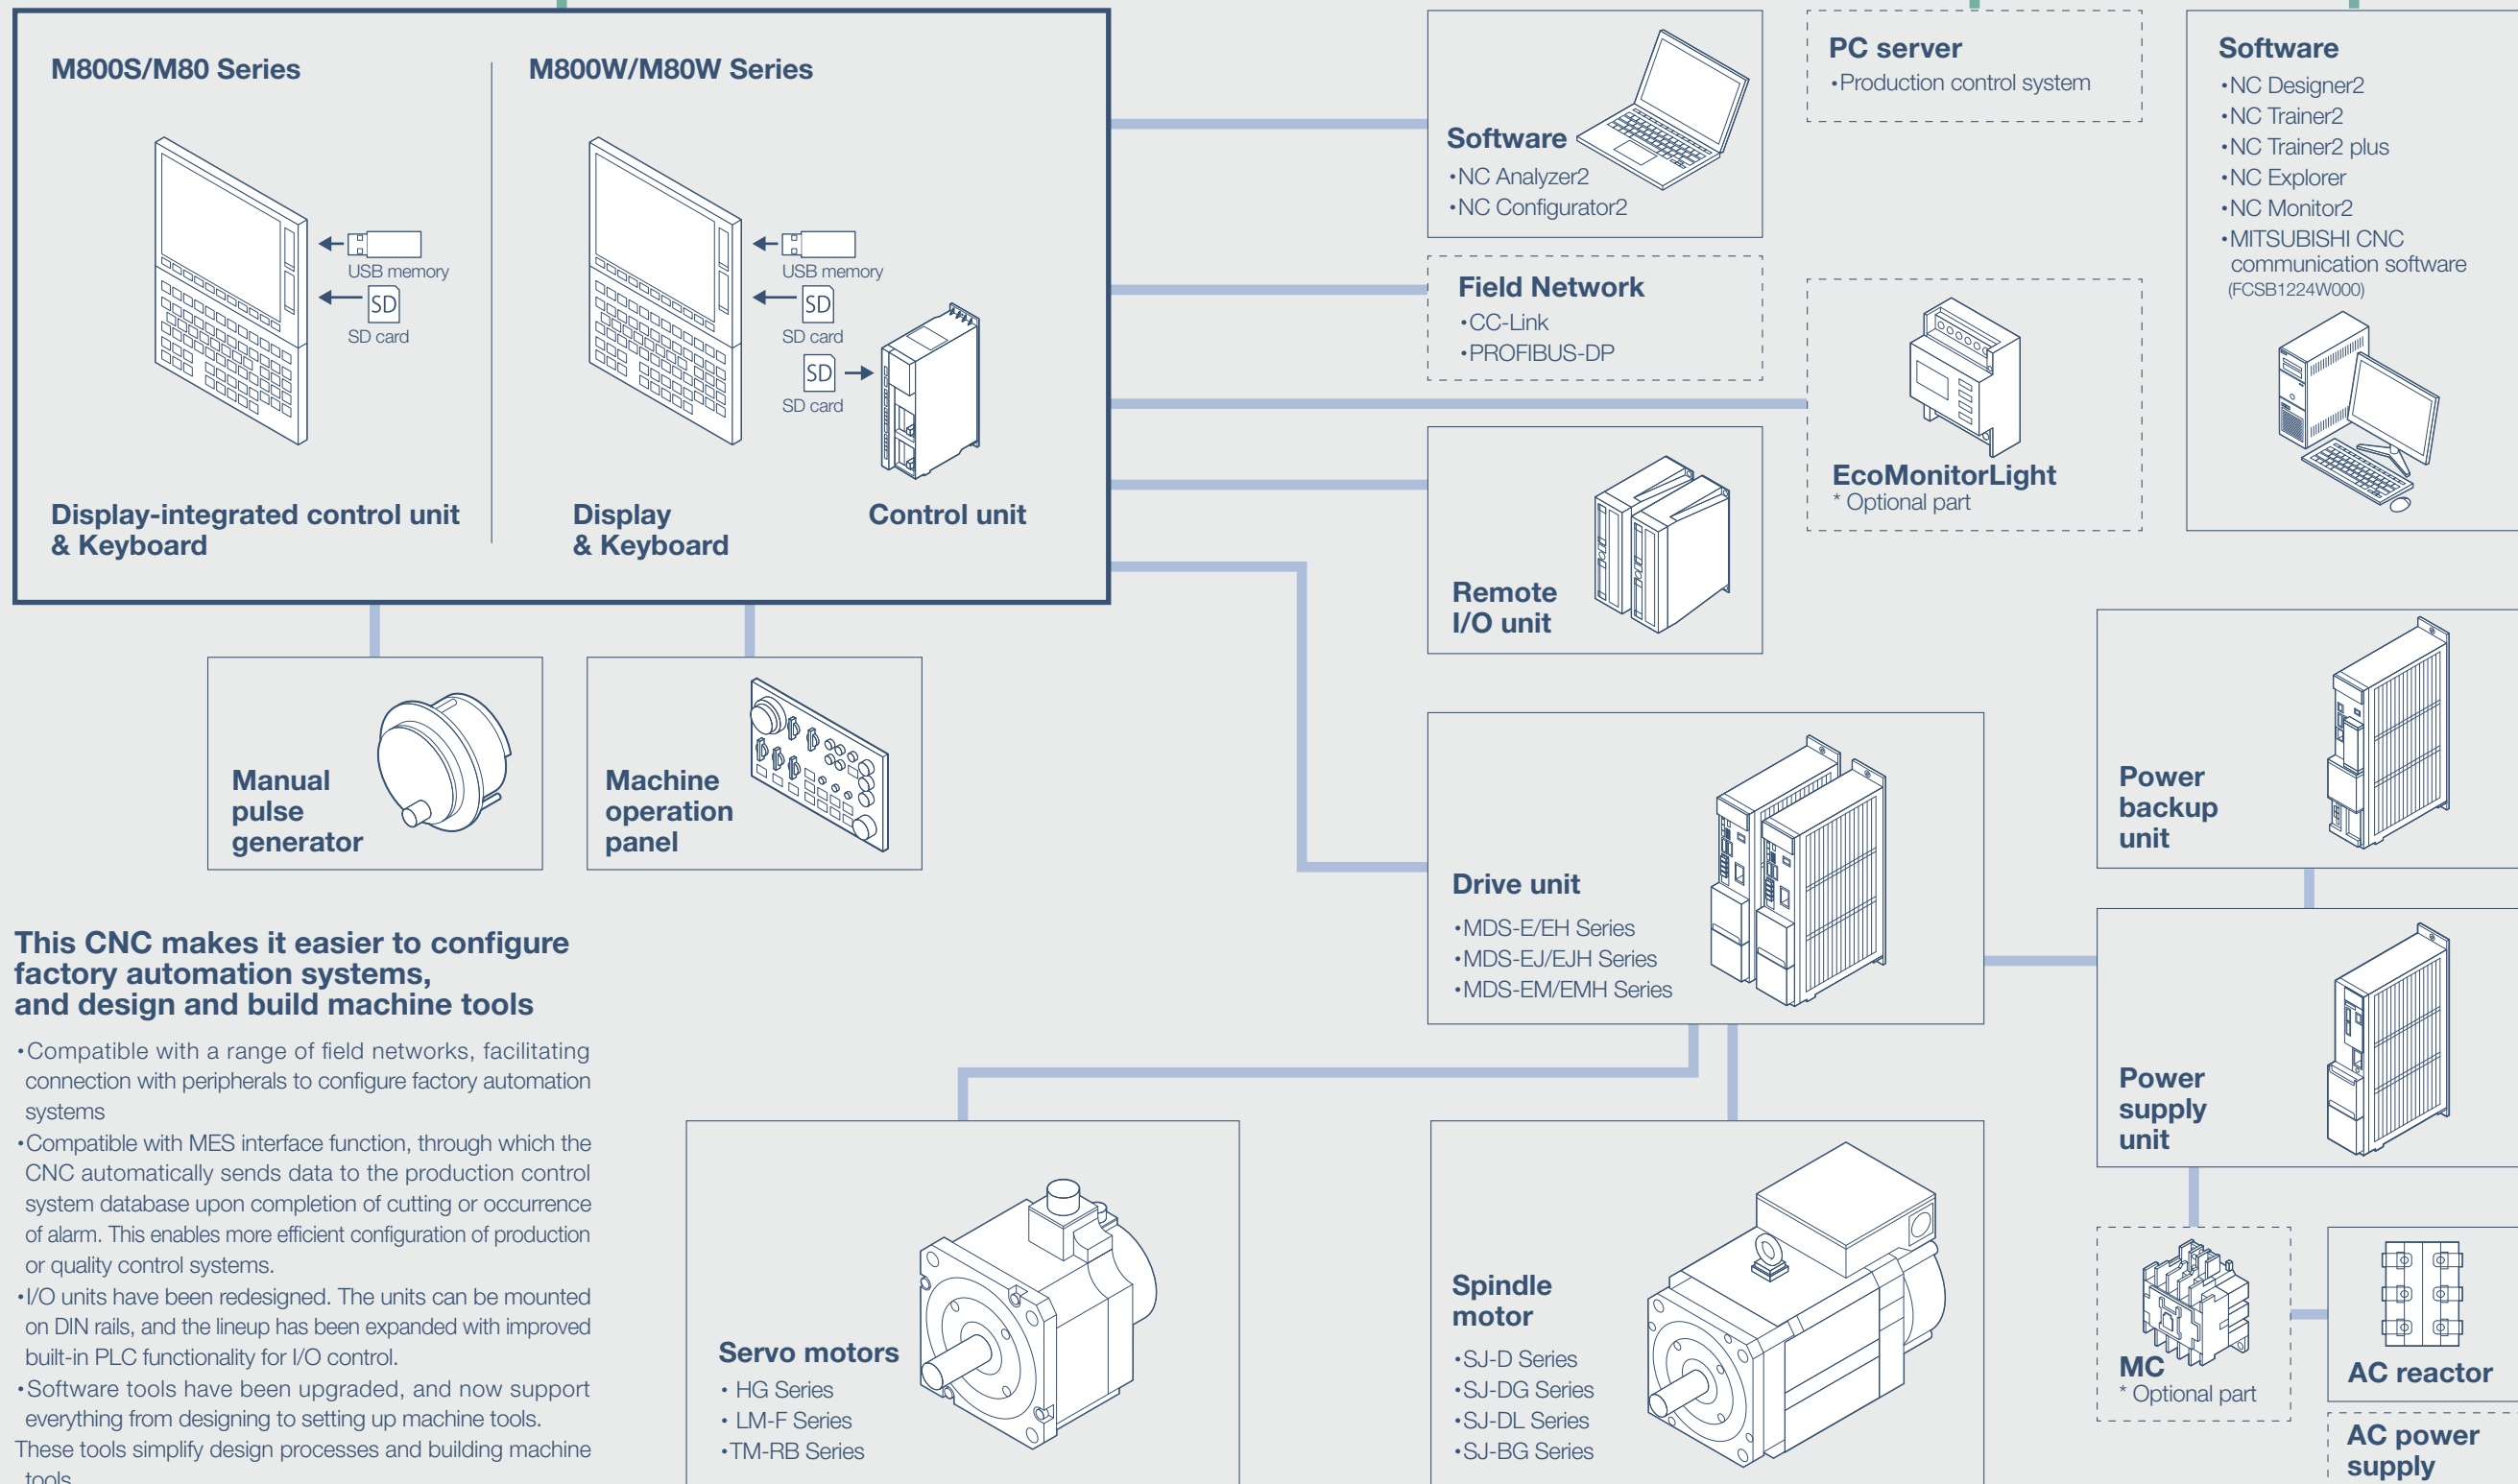 M800S/M80 Series
USB memory
SD
SD card
Display-integrated control unit
& Keyboard
M800W/M80W Series
USB memory
SD
SD card
SD
SD card
Display
& Keyboard
Control unit
Software
•NC Analyzer2
•NC Configurator2
PC server
•Production control system
Software
•NC Designer2
•NC Trainer2
•NC Trainer2 plus
•NC Explorer
•NC Monitor2
•MITSUBISHI CNC
communication software
(FCSB1224W000)
Field Network
•CC-Link
•PROFIBUS-DP
EcoMonitorLight
* Optional part
Remote
I/O unit
Manual
pulse
generator
Machine
operation
panel
Drive unit
•MDS-E/EH Series
•MDS-EJ/EJH Series
•MDS-EM/EMH Series
Power
backup
unit
Power
supply
unit
This CNC makes it easier to configure
factory automation systems,
and design and build machine tools
•Compatible with a range of field networks, facilitating
connection with peripherals to configure factory automation
systems
•Compatible with MES interface function, through which the
CNC automatically sends data to the production control
system database upon completion of cutting or occurrence
of alarm. This enables more efficient configuration of production
or quality control systems.
•I/O units have been redesigned. The units can be mounted
on DIN rails, and the lineup has been expanded with improved
built-in PLC functionality for I/O control.
•Software tools have been upgraded, and now support
everything from designing to setting up machine tools.
These tools simplify design processes and building machine
tools
Servo motors
• HG Series
• LM-F Series
•TM-RB Series
Spindle
motor
•SJ-D Series
•SJ-DG Series
•SJ-DL Series
•SJ-BG Series
MC
* Optional part
AC reactor
AC power
supply